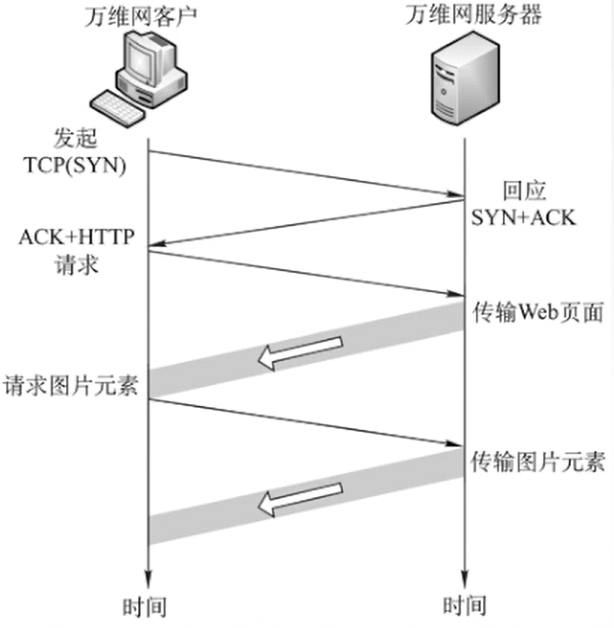 万维网客户
万维网服务器
发起
TCP(SYN)
回应
SYN+ACK
ACK+HTTP
请求
传输Web页面
请求图片元素
传输图片元素
时间
时间